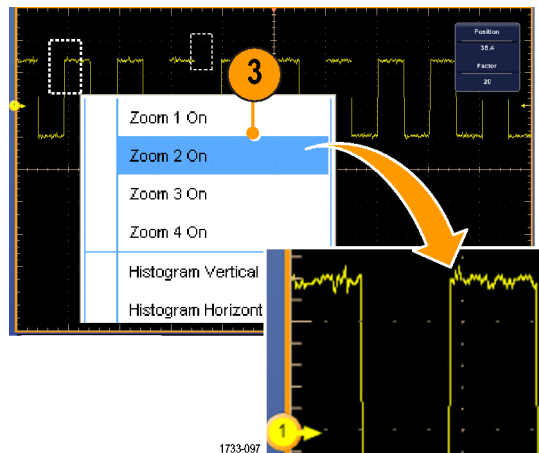 Position
38.4
Factor
20
3
Zoom 1 On
Zoom 2 On
Zoom 3 On
Zoom 4 On
Histogram Vertical
Histogram Horizont
1
1733-097